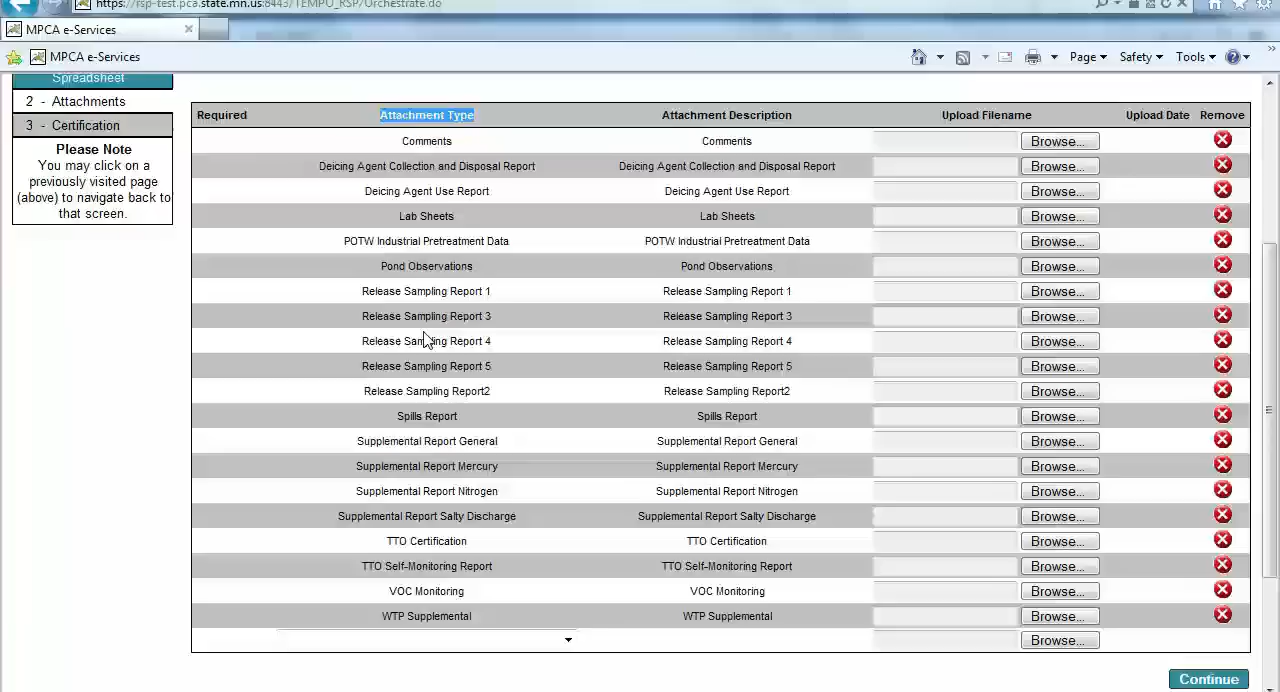 https://rsp-test.pca.state.mn.us:8443/TEMPO_RSP/Orchestrate.do
MPCA e-Services
MPCA e-Services
Page Safety Tools
Spreadsheet
2 - Attachments
3 - Certification
Please Note
You may click on a
previously visited page
(above) to navigate back to
that screen.
Required Attachment Type Attachment Description Upload Filename Upload Date Remove
Comments Comments Browse...
Deicing Agent Collection and Disposal Report Deicing Agent Collection and Disposal Report Browse...
Deicing Agent Use Report Deicing Agent Use Report Browse...
Lab Sheets Lab Sheets Browse...
POTW Industrial Pretreatment Data POTW Industrial Pretreatment Data Browse...
Pond Observations Pond Observations Browse...
Release Sampling Report 1 Release Sampling Report 1 Browse...
Release Sampling Report 3 Release Sampling Report 3 Browse...
Release Sampling Report 4 Release Sampling Report 4 Browse...
Release Sampling Report 5 Release Sampling Report 5 Browse...
Release Sampling Report2 Release Sampling Report2 Browse...
Spills Report Spills Report Browse...
Supplemental Report General Supplemental Report General Browse...
Supplemental Report Mercury Supplemental Report Mercury Browse...
Supplemental Report Nitrogen Supplemental Report Nitrogen Browse...
Supplemental Report Salty Discharge Supplemental Report Salty Discharge Browse...
TTO Certification TTO Certification Browse...
TTO Self-Monitoring Report TTO Self-Monitoring Report Browse...
VOC Monitoring VOC Monitoring Browse...
WTP Supplemental WTP Supplemental Browse...
Browse...
Continue